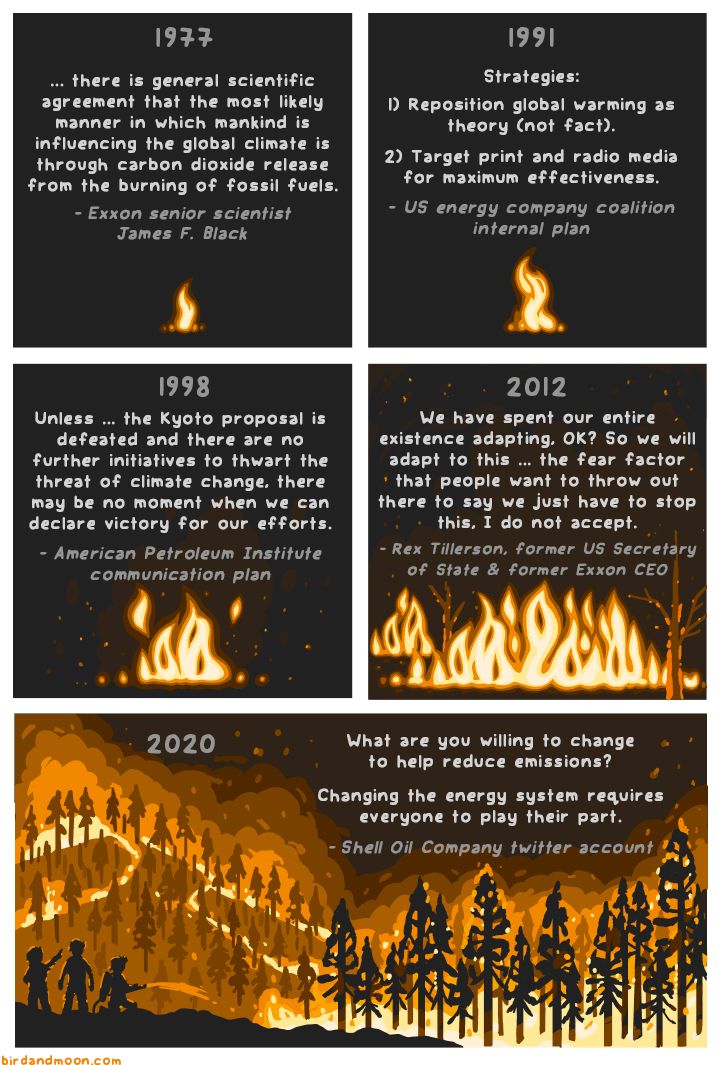 1977
... there is general scientific
agreement that the most likely
manner in which mankind is
influencing the global climate is
through carbon dioxide release
from the burning of fossil fuels.
- Exxon senior scientist
James F. Black
1991
Strategies:
1) Reposition global warming as
theory (not fact).
2) Target print and radio media
for maximum effectiveness.
- US energy company coalition
internal plan
1998
Unless ... the Kyoto proposal is
defeated and there are no
further initiatives to thwart the
threat of climate change, there
may be no moment when we can
declare victory for our efforts.
- American Petroleum Institute
communication plan
2012
We have spent our entire
existence adapting, OK? So we will
adapt to this ... the fear factor
that people want to throw out
there to say we just have to stop
this, I do not accept.
- Rex Tillerson, former US Secretary
of State & former Exxon CEO
2020
What are you willing to change
to help reduce emissions?
Changing the energy system requires
everyone to play their part.
- Shell Oil Company twitter account
birdandmoon.com